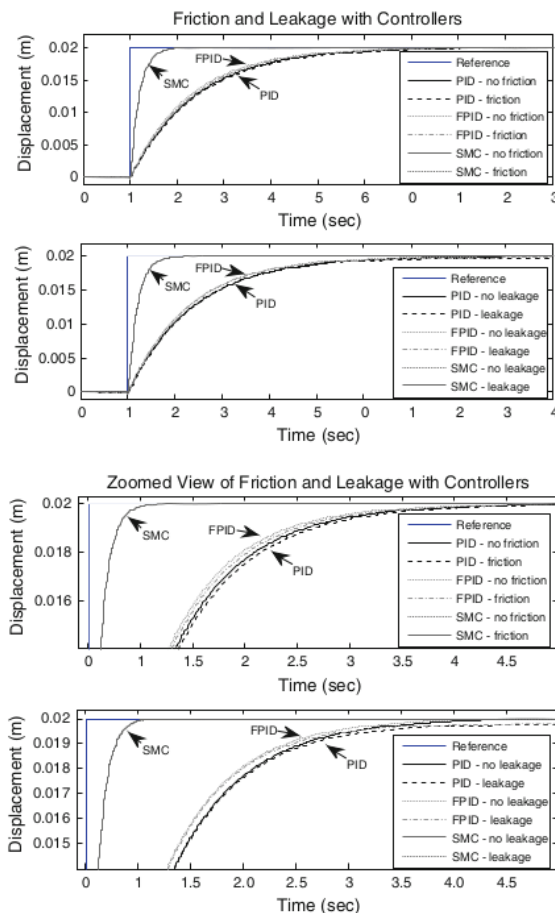 Friction and Leakage with Controllers
Displacement (m)
0.02
0.015
0.01
0.005
0
FPID
SMC
PID
Reference
PID - no friction
PID - friction
FPID - no friction
FPID - friction
SMC - no friction
SMC - friction
0 1 2 3 4 5 6 0 1 2 3
Time (sec)
Displacement (m)
0.02
0.015
0.01
0.005
0
FPID
SMC
PID
Reference
PID - no leakage
PID - leakage
FPID - no leakage
FPID - leakage
SMC - no leakage
SMC - leakage
0 1 2 3 4 5 6 0 1 2 3 4
Time (sec)
Zoomed View of Friction and Leakage with Controllers
Displacement (m)
0.02
0.018
0.016
FPID
SMC
PID
Reference
PID - no friction
PID - friction
FPID - no friction
FPID - friction
SMC - no friction
SMC - friction
0 1 1.5 2 2.5 3 3.5 4 4.5
Time (sec)
Displacement (m)
0.02
0.019
0.018
0.017
0.016
0.015
FPID
SMC
PID
Reference
PID - no leakage
PID - leakage
FPID - no leakage
FPID - leakage
SMC - no leakage
SMC - leakage
0 1 1.5 2.0 2.5 3 3.5 4 4.5
Time (sec)